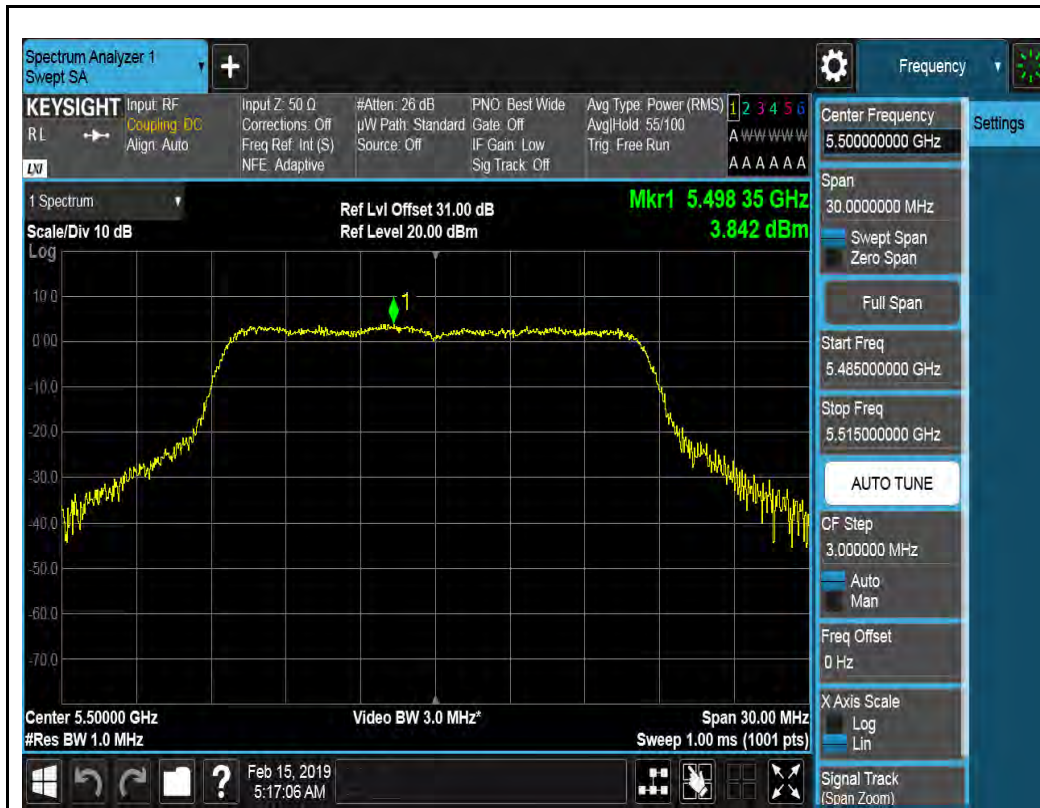 Spectrum Analyzer 1
Swept SA
+
Frequency
KEYSIGHT
RL
LXI
Input: RF
Coupling: DC
Align: Auto
Input Z: 50 Ω
Corrections: Off
Freq Ref: Int (S)
NFE: Adaptive
#Atten: 26 dB
µW Path: Standard
Source: Off
PNO: Best Wide
Gate: Off
IF Gain: Low
Sig Track: Off
Avg Type: Power (RMS)
Avg|Hold: 55/100
Trig: Free Run
1 2 3 4 5 6
A W W W W W
A A A A A A
1 Spectrum
Scale/Div 10 dB
Ref Lvl Offset 31.00 dB
Ref Level 20.00 dBm
Mkr1 5.498 35 GHz
3.842 dBm
Log
10.0
0.00
-10.0
-20.0
-30.0
-40.0
-50.0
-60.0
-70.0
1
Center 5.50000 GHz
#Res BW 1.0 MHz
Video BW 3.0 MHz*
Span 30.00 MHz
Sweep 1.00 ms (1001 pts)
Center Frequency
5.500000000 GHz
Settings
Span
30.0000000 MHz
Swept Span
Zero Span
Full Span
Start Freq
5.485000000 GHz
Stop Freq
5.515000000 GHz
AUTO TUNE
CF Step
3.000000 MHz
Auto
Man
Freq Offset
0 Hz
X Axis Scale
Log
Lin
Signal Track
(Span Zoom)
?
Feb 15, 2019
5:17:06 AM